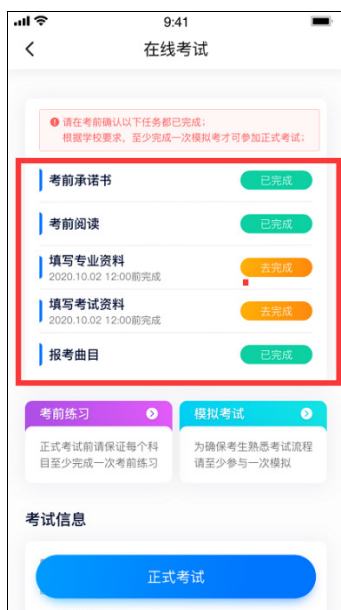 9:41
在线考试
请在考前确认以下任务都已完成；
根据学校要求，至少完成一次模拟考才可参加正式考试；
考前承诺书
已完成
考前阅读
已完成
填写专业资料
去完成
2020.10.02 12:00前完成
填写考试资料
去完成
2020.10.02 12:00前完成
报考曲目
已完成
考前练习
模拟考试
正式考试前请保证每个科
目至少完成一次考前练习
为确保考生熟悉考试流程
请至少参与一次模拟
考试信息
正式考试